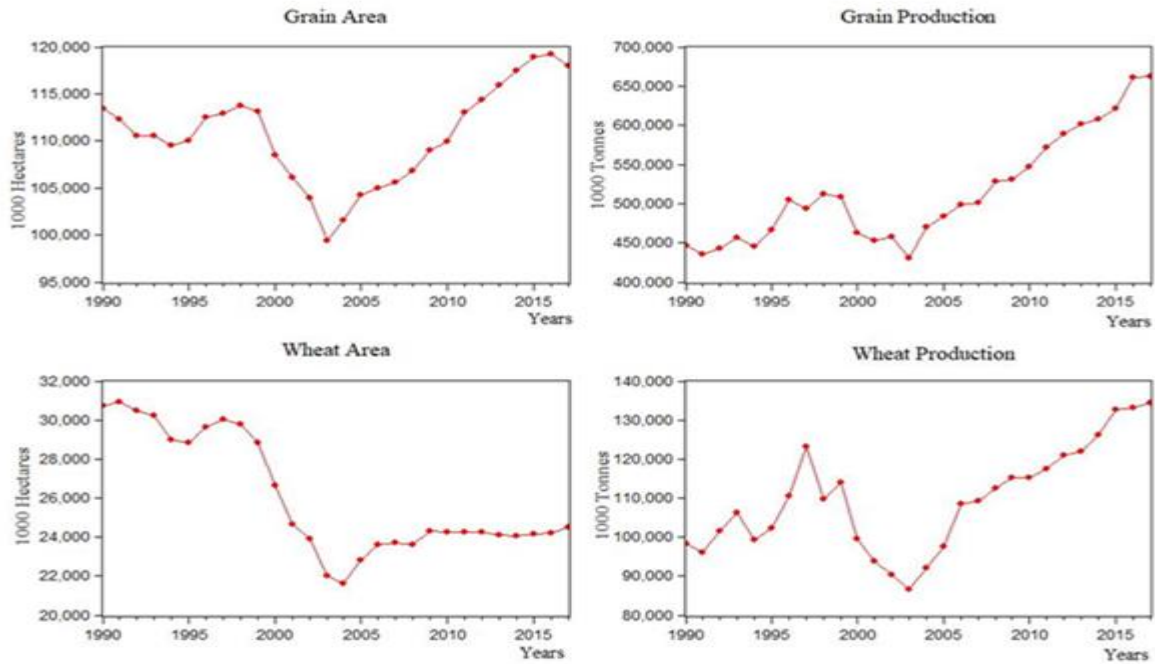 Grain Area
120,000
115,000
110,000
105,000
100,000
95,000
1000 Hectares
1990 1995 2000 2005 2010 2015
Years
Grain Production
700,000
650,000
600,000
550,000
500,000
450,000
400,000
1000 Tonnes
1990 1995 2000 2005 2010 2015
Years
Wheat Area
32,000
30,000
28,000
26,000
24,000
22,000
20,000
1000 Hectares
1990 1995 2000 2005 2010 2015
Years
Wheat Production
140,000
130,000
120,000
110,000
100,000
90,000
80,000
1000 Tonnes
1990 1995 2000 2005 2010 2015
Years